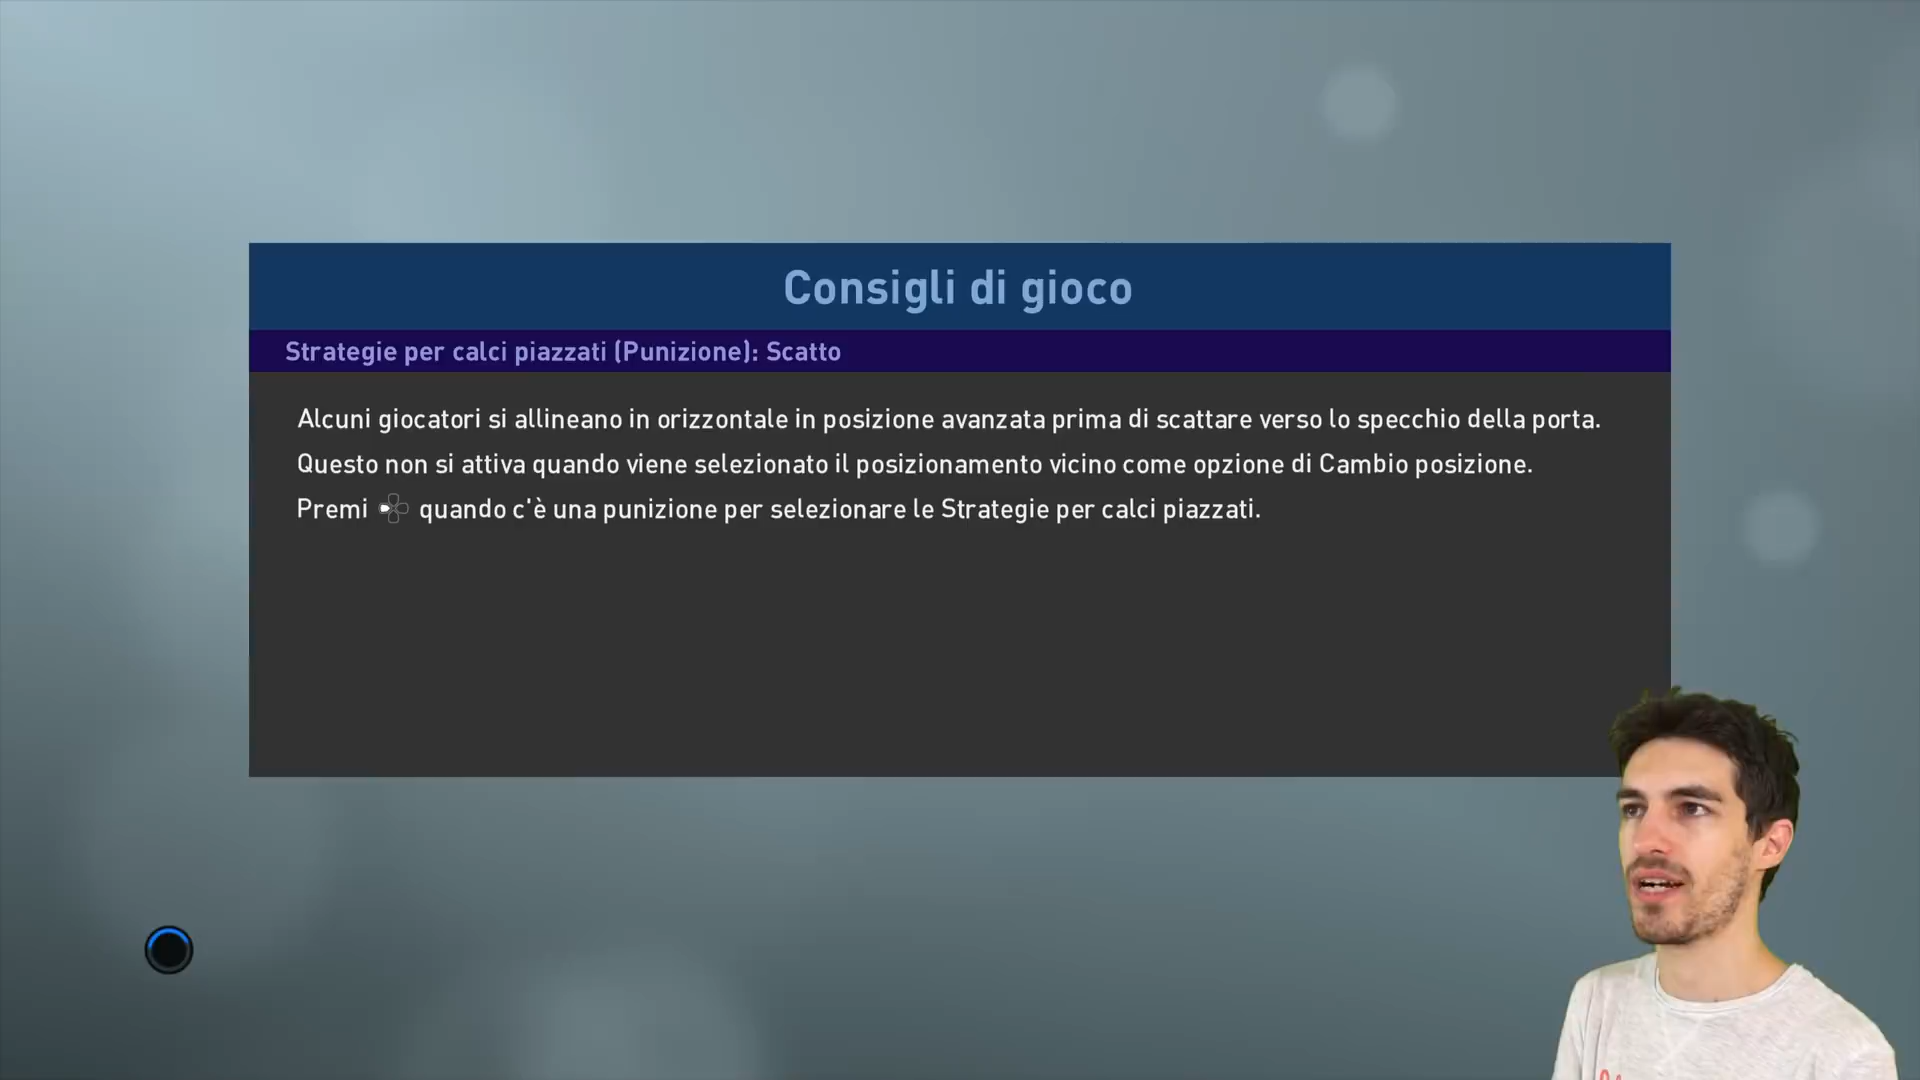 Consigli di gioco
Strategie per calci piazzati (Punizione): Scatto
Alcuni giocatori si allineano in orizzontale in posizione avanzata prima di scattare verso lo specchio della porta.
Questo non si attiva quando viene selezionato il posizionamento vicino come opzione di Cambio posizione.
Premi quando c'è una punizione per selezionare le Strategie per calci piazzati.